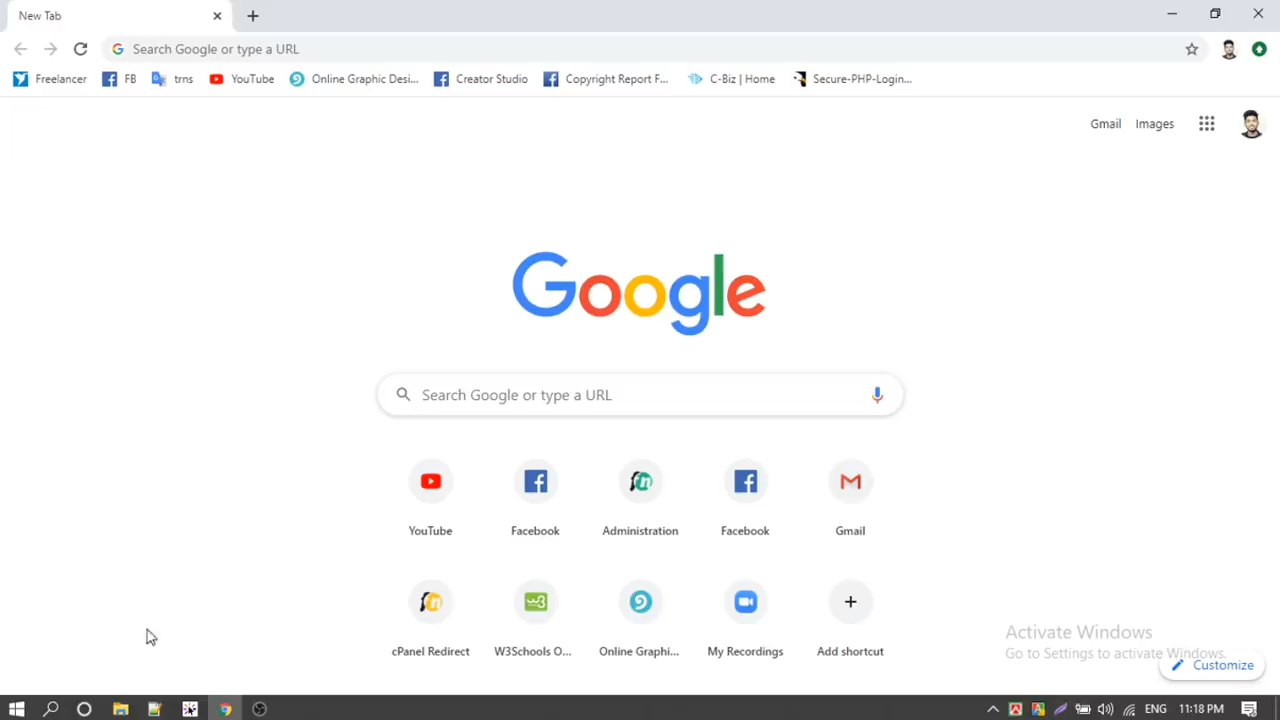 New Tab
Search Google or type a URL
Freelancer FB trns YouTube Online Graphic Desi... Creator Studio Copyright Report F... C-Biz | Home Secure-PHP-Login...
Gmail Images
Google
Search Google or type a URL
YouTube Facebook Administration Facebook Gmail
cPanel Redirect W3Schools O... Online Graphi... My Recordings Add shortcut
Activate Windows
Go to Settings to activate Windows.
Customize
ENG 11:18 PM